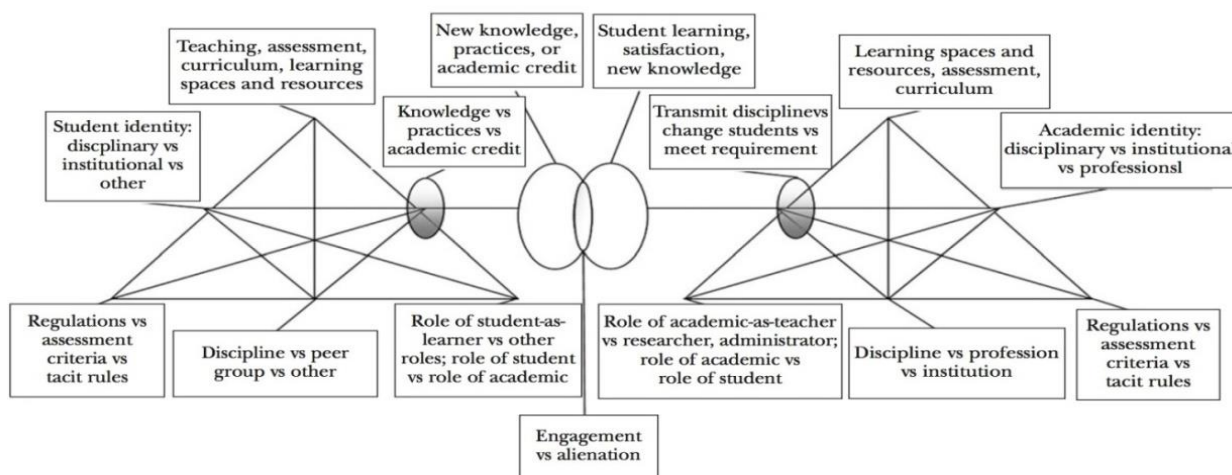 Teaching, assessment,
curriculum, learning
spaces and resources
New knowledge,
practices, or
academic credit
Student learning,
satisfaction,
new knowledge
Learning spaces and
resources, assessment,
curriculum
Student identity:
discplinary vs
institutional vs
other
Knowledge vs
practices vs
academic credit
Transmit disciplinevs
change students vs
meet requirement
Academic identity:
disciplinary vs institutional
vs professionsl
Regulations vs
assessment
criteria vs
tacit rules
Discipline vs peer
group vs other
Role of student-as-
learner vs other
roles; role of student
vs role of academic
Role of academic-as-teacher
vs researcher, administrator;
role of academic vs
role of student
Discipline vs profession
vs institution
Regulations vs
assessment
criteria vs
tacit rules
Engagement
vs alienation